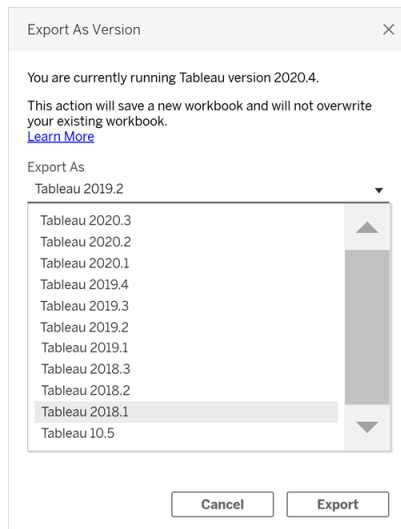 Export As Version
You are currently running Tableau version 2020.4.
This action will save a new workbook and will not overwrite
your existing workbook.
Learn More
Export As
Tableau 2019.2
Tableau 2020.3
Tableau 2020.2
Tableau 2020.1
Tableau 2019.4
Tableau 2019.3
Tableau 2019.2
Tableau 2019.1
Tableau 2018.3
Tableau 2018.2
Tableau 2018.1
Tableau 10.5
Cancel Export